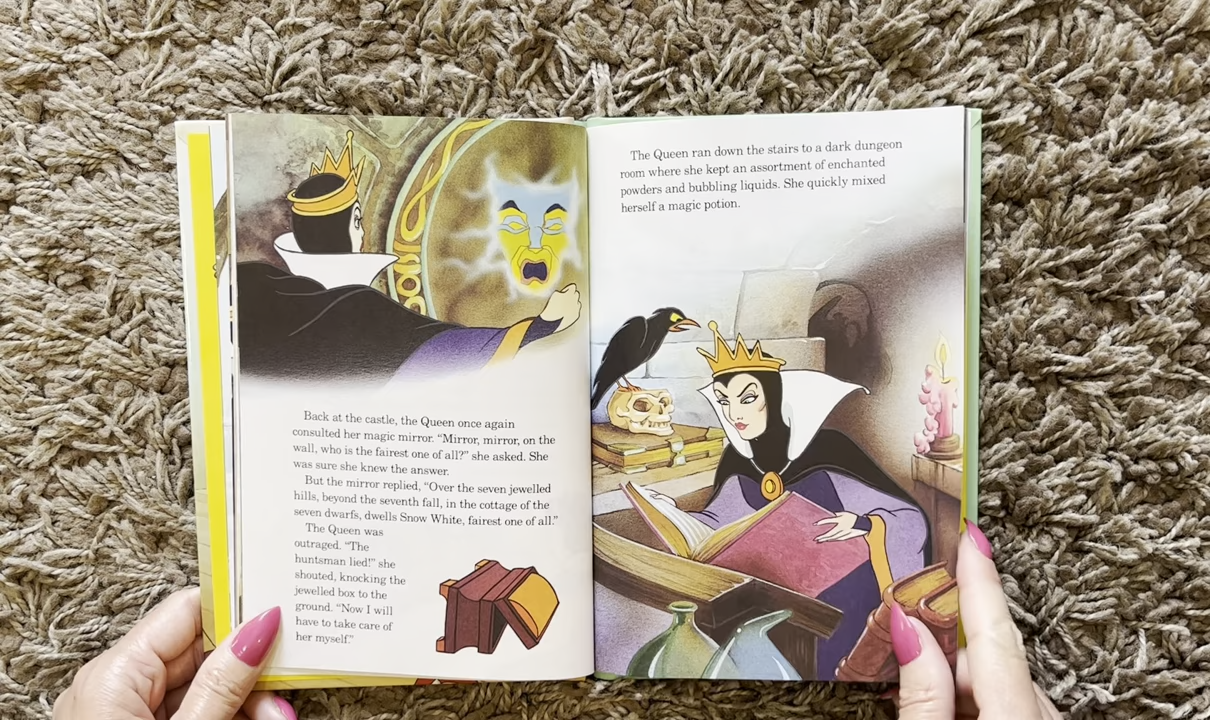 Back at the castle, the Queen once again
consulted her magic mirror. “Mirror, mirror, on the
wall, who is the fairest one of all?” she asked. She
was sure she knew the answer.
But the mirror replied, “Over the seven jewelled
hills, beyond the seventh fall, in the cottage of the
seven dwarfs, dwells Snow White, fairest one of all.”
The Queen was
outraged. “The
huntsman lied!” she
shouted, knocking the
jewelled box to the
ground. “Now I will
have to take care of
her myself.”
The Queen ran down the stairs to a dark dungeon
room where she kept an assortment of enchanted
powders and bubbling liquids. She quickly mixed
herself a magic potion.